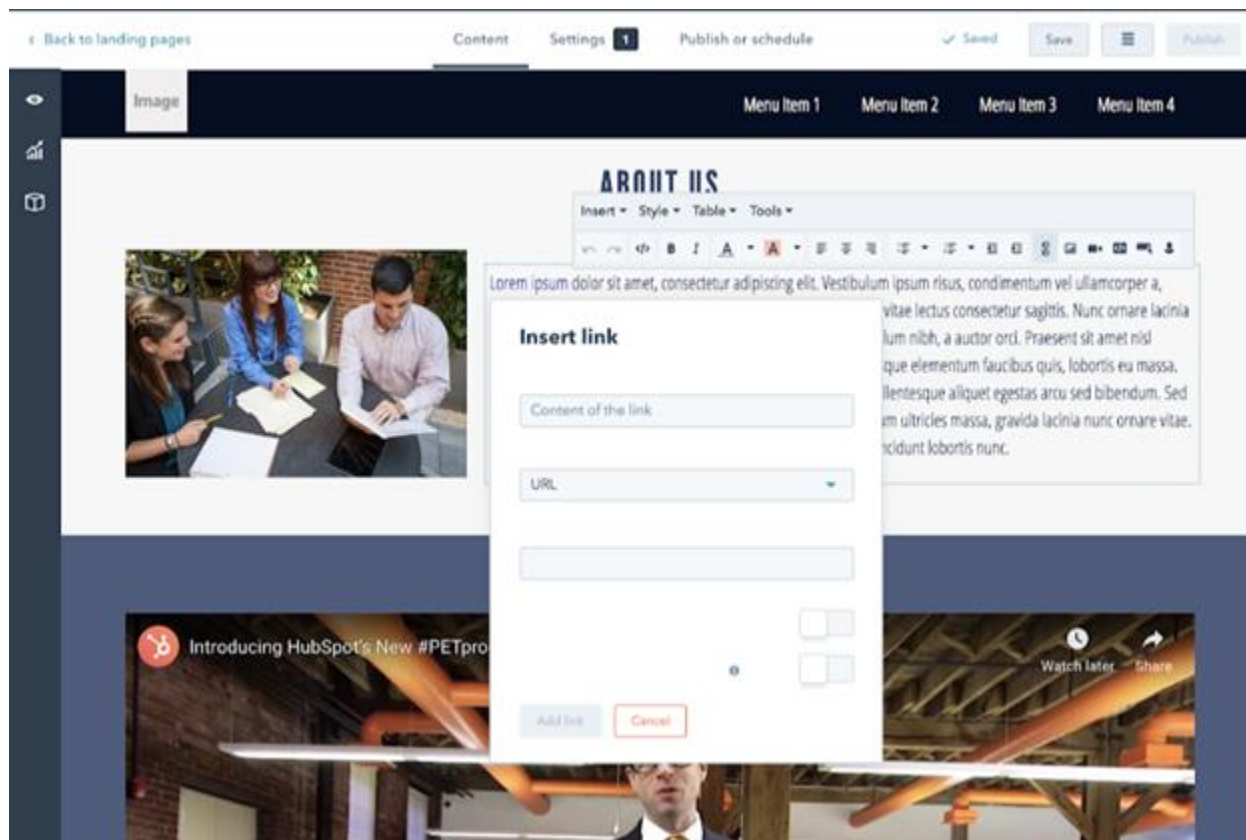 Back to landing pages
Content
Settings 1
Publish or schedule
Saved
Save
Publish
Image
Menu Item 1
Menu Item 2
Menu Item 3
Menu Item 4
ABOUT US
Insert
Style
Table
Tools
B I A A
Lorem ipsum dolor sit amet, consectetur adipiscing elit. Vestibulum ipsum risus, condimentum vel ullamcorper a,
vitae lectus consectetur sagittis. Nunc ornare lacinia
lum nibh, a auctor orci. Praesent sit amet nisl
que elementum faucibus quis, lobortis eu massa.
llentesque aliquet egestas arcu sed bibendum. Sed
m ultricies massa, gravida lacinia nunc ornare vitae.
ncidunt lobortis nunc.
Insert link
Content of the link
URL
Add link
Cancel
Introducing HubSpot's New #PETpro
Watch later
Share